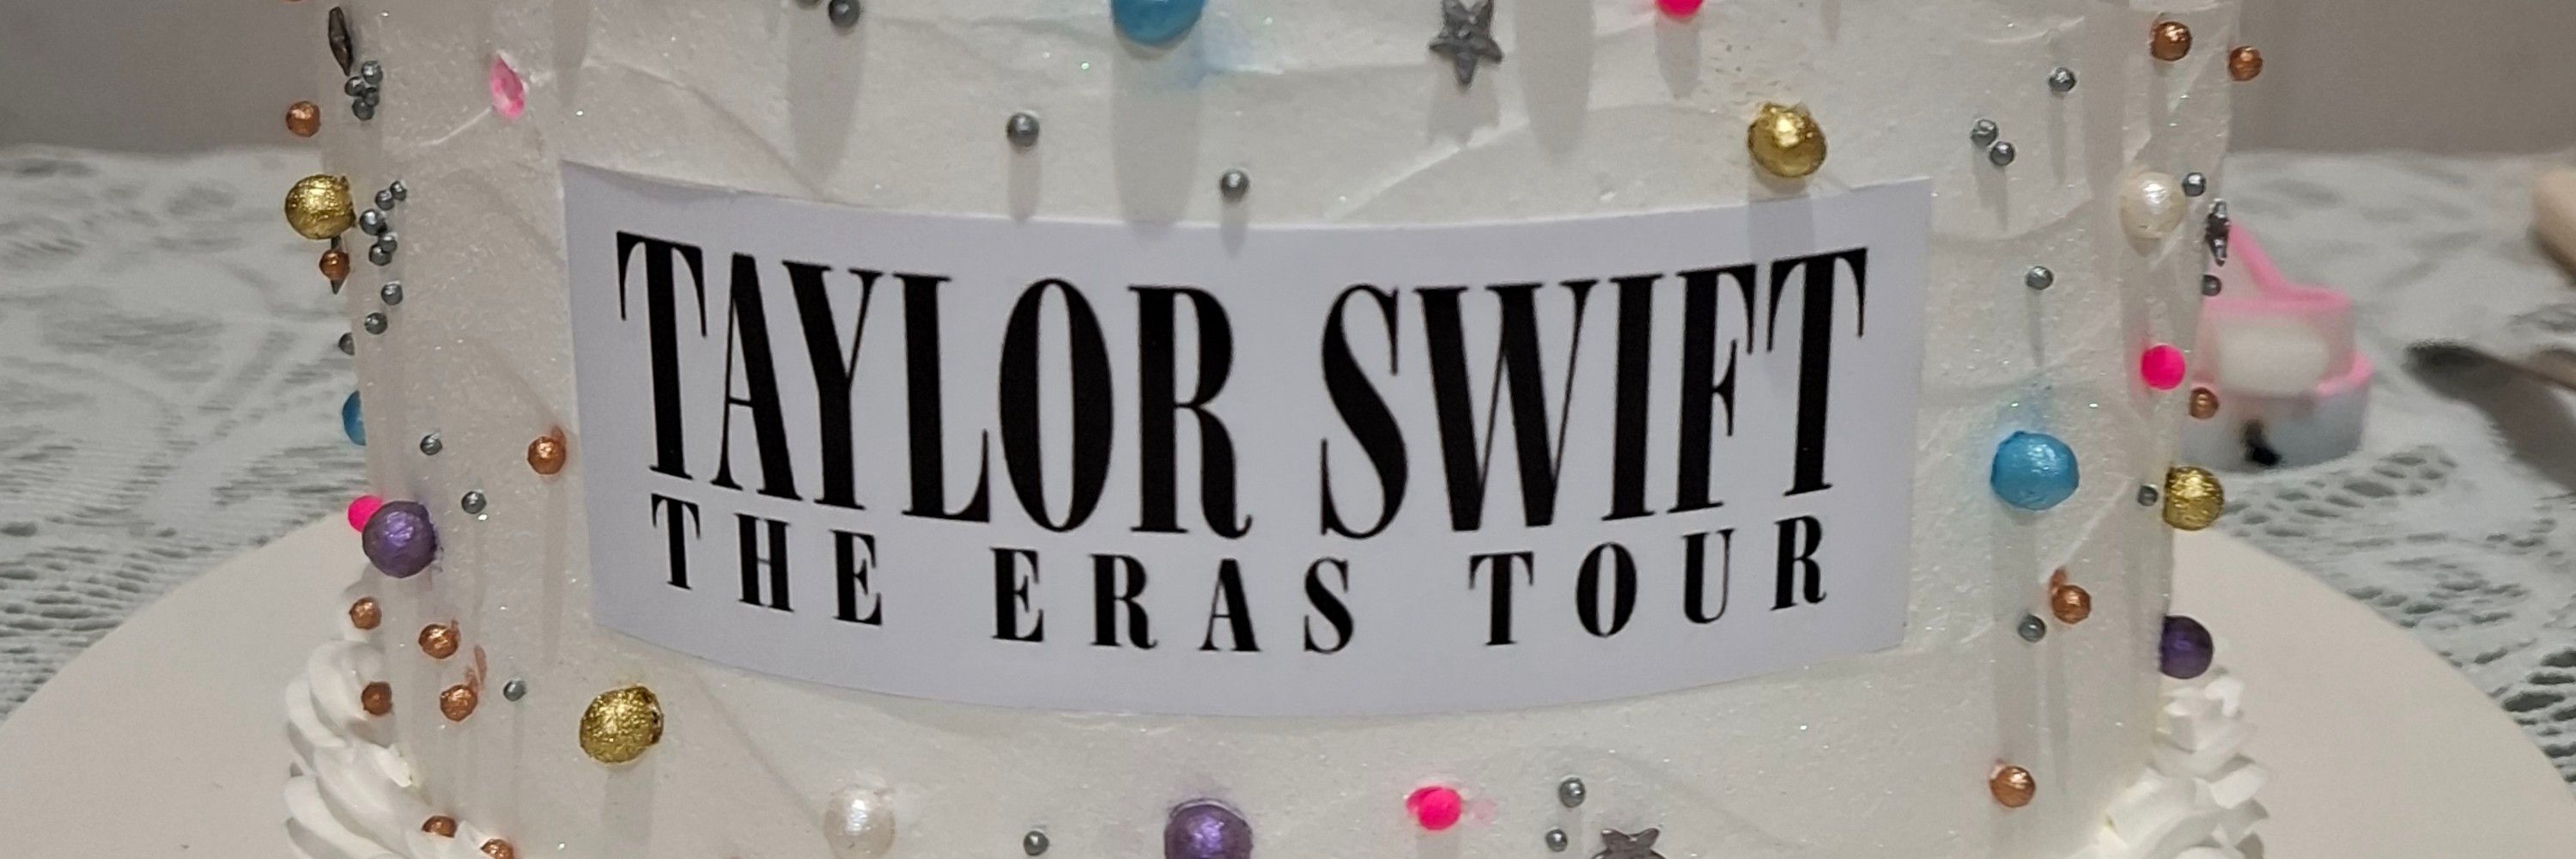 TAYLOR SWIFT
THE ERAS TOUR